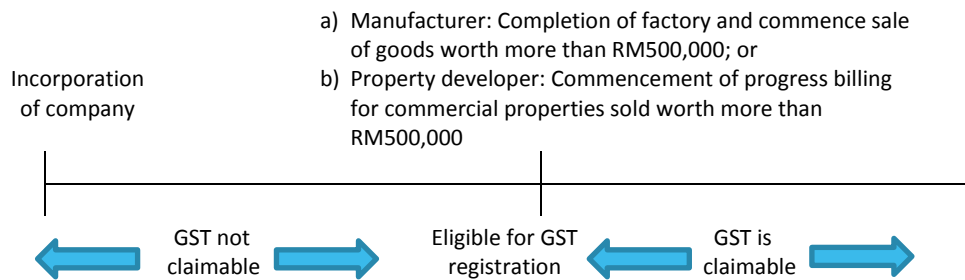 a) Manufacturer: Completion of factory and commence sale
of goods worth more than RM500,000; or
b) Property developer: Commencement of progress billing
for commercial properties sold worth more than
RM500,000
Incorporation
of company
GST not
claimable
Eligible for GST
registration
GST is
claimable